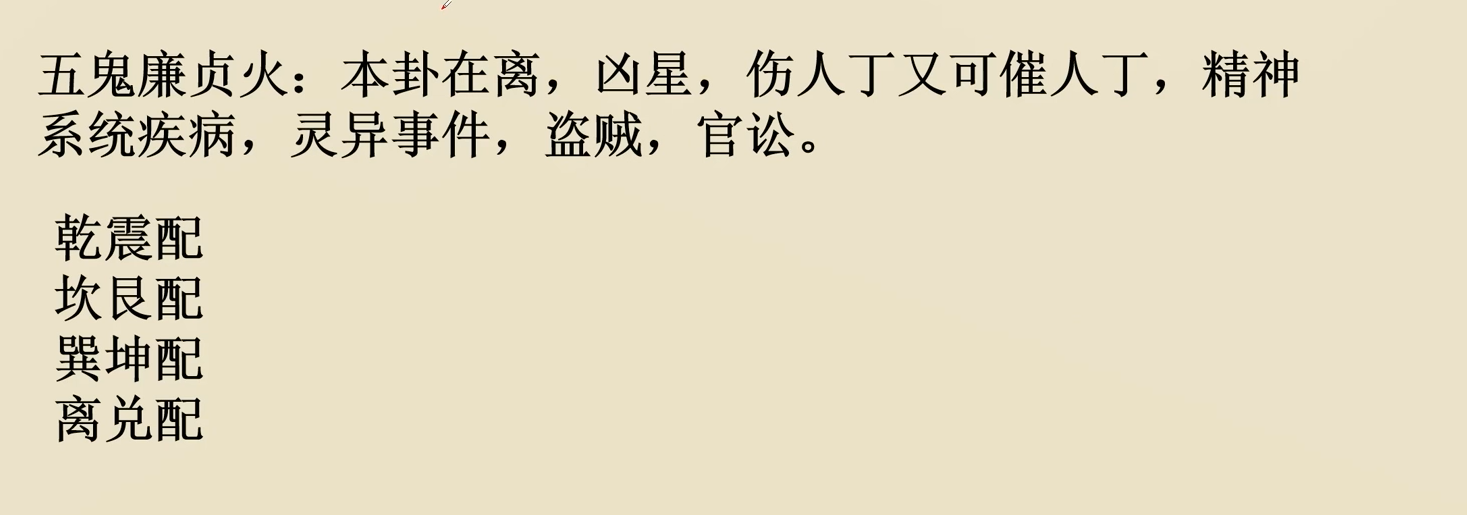 五鬼廉贞火：本卦在离，凶星，伤人丁又可催人丁，精神
系统疾病，灵异事件，盗贼，官讼。
乾震配
坎艮配
巽坤配
离兑配